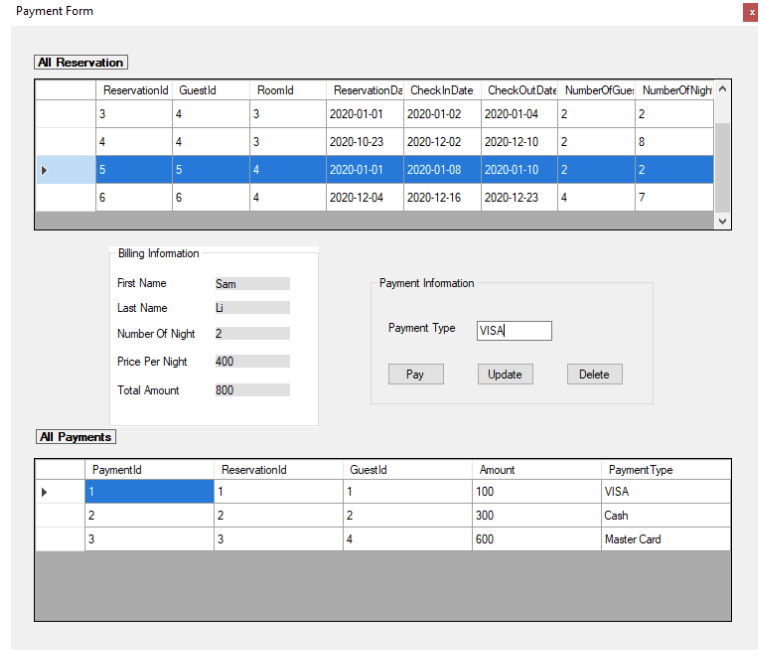 Payment Form
x
All Reservation
ReservationId GuestId RoomId ReservationDa CheckInDate CheckOutDate NumberOfGue NumberOfNigh
3 4 3 2020-01-01 2020-01-02 2020-01-04 2 2
4 4 3 2020-10-23 2020-12-02 2020-12-10 2 8
5 5 4 2020-01-01 2020-01-08 2020-01-10 2 2
6 6 4 2020-12-04 2020-12-16 2020-12-23 4 7
Billing Information
First Name Sam
Last Name Li
Number Of Night 2
Price Per Night 400
Total Amount 800
Payment Information
Payment Type VISA
Pay Update Delete
All Payments
PaymentId ReservationId GuestId Amount PaymentType
1 1 1 100 VISA
2 2 2 300 Cash
3 3 4 600 Master Card